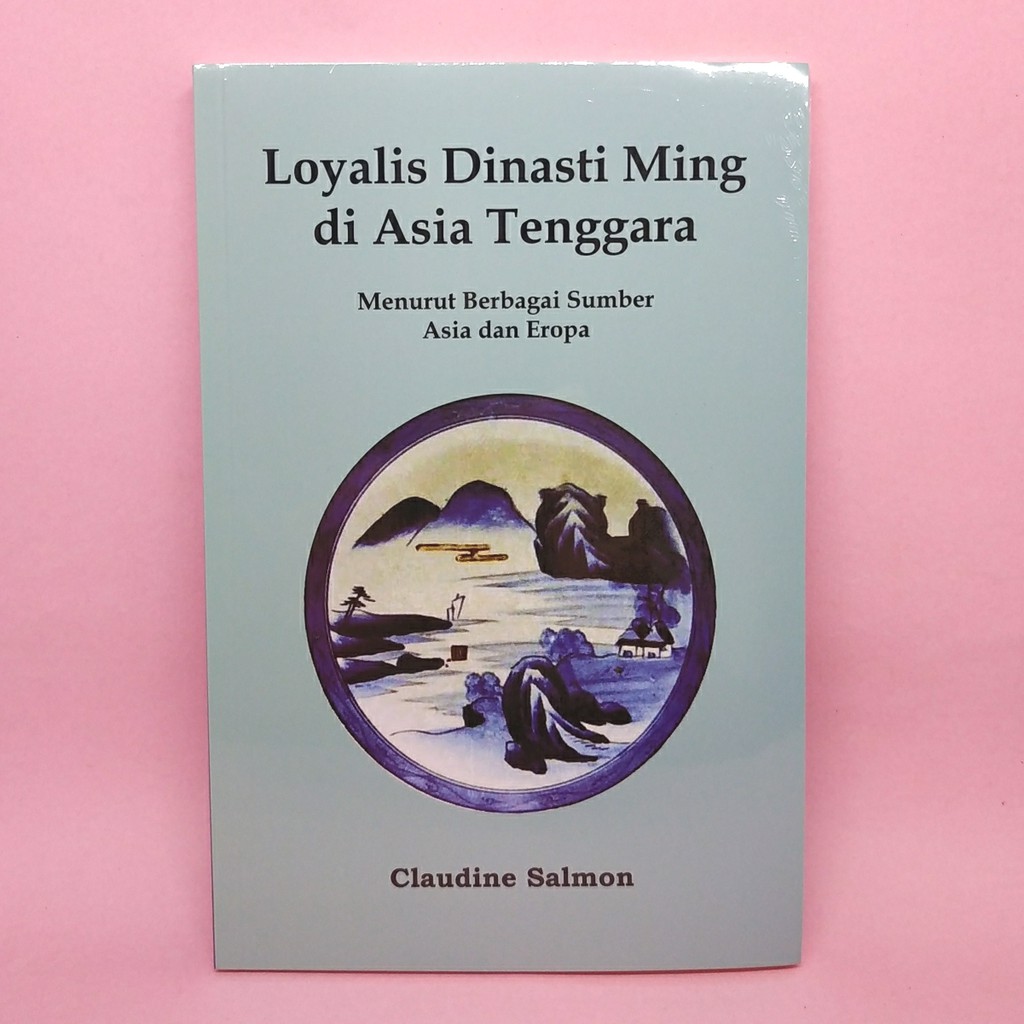 Loyalis Dinasti Ming
di Asia Tenggara
Menurut Berbagai Sumber
Asia dan Eropa
Claudine Salmon